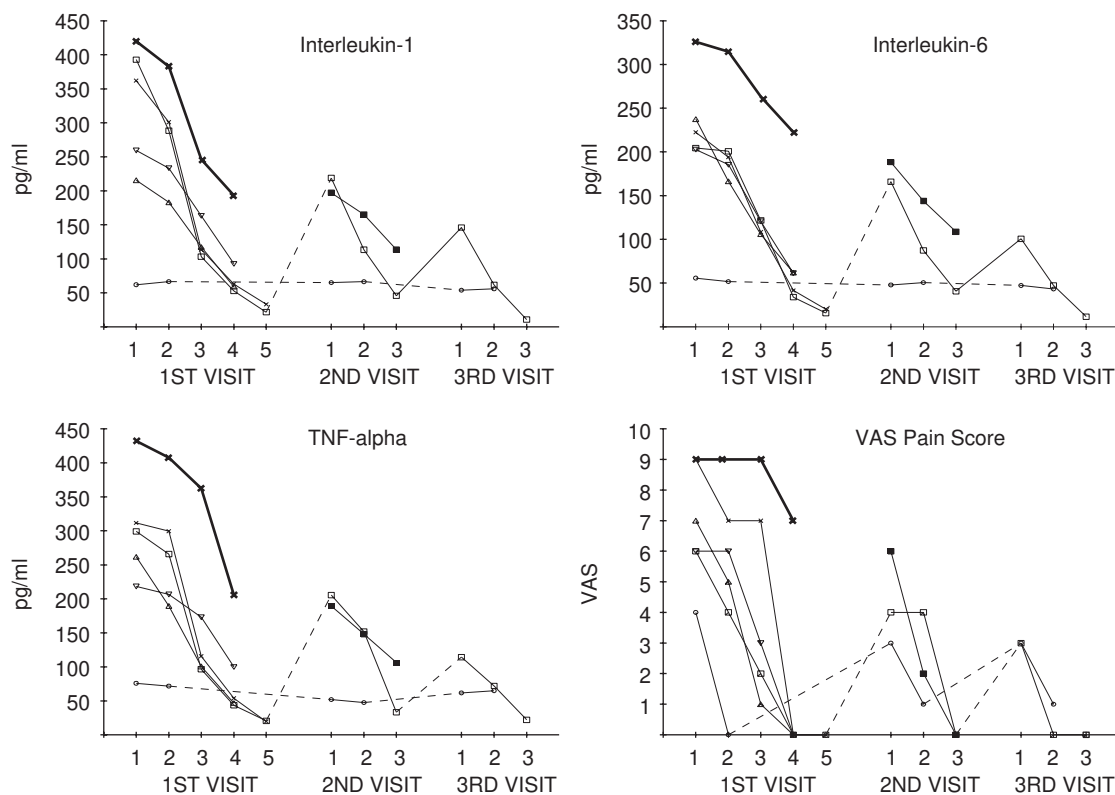 Interleukin-1
450
400
350
300
250
200
150
100
50
pg/ml
1 2 3 4 5 1 2 3 1 2 3
1ST VISIT 2ND VISIT 3RD VISIT
Interleukin-6
350
300
250
200
150
100
50
pg/ml
1 2 3 4 5 1 2 3 1 2 3
1ST VISIT 2ND VISIT 3RD VISIT
TNF-alpha
450
400
350
300
250
200
150
100
50
pg/ml
1 2 3 4 5 1 2 3 1 2 3
1ST VISIT 2ND VISIT 3RD VISIT
VAS Pain Score
10
9
8
7
6
5
4
3
2
1
VAS
1 2 3 4 5 1 2 3 1 2 3
1ST VISIT 2ND VISIT 3RD VISIT